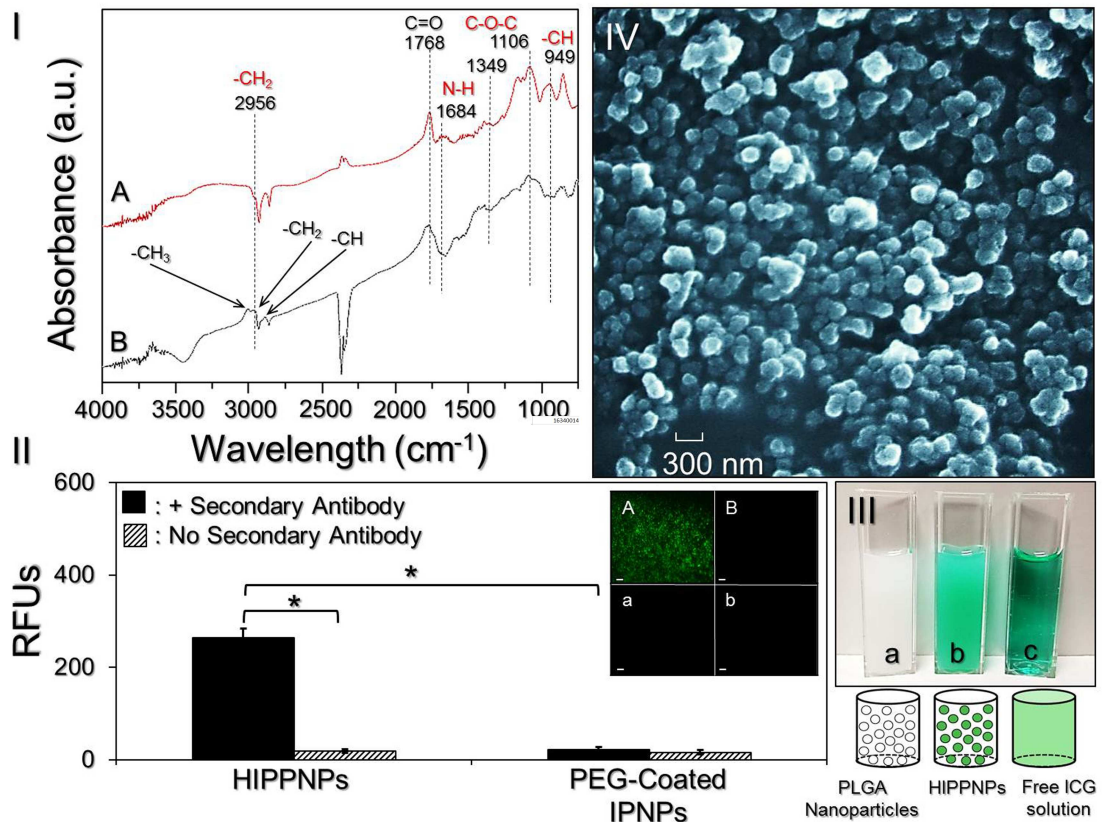 I
C=O
1768
C-O-C
1106
1349
-CH
949
-CH2
2956
N-H
1684
A
-CH3
-CH2
-CH
B
Absorbance (a.u.)
4000 3500 3000 2500 2000 1500 1000
16340014
Wavelength (cm-1)
IV
300 nm
II
600
400
200
0
RFUs
: + Secondary Antibody
: No Secondary Antibody
*
*
A
B
a
b
HIPPNPs
PEG-Coated
IPNPs
III
a
b
c
PLGA
Nanoparticles
HIPPNPs
Free ICG
solution